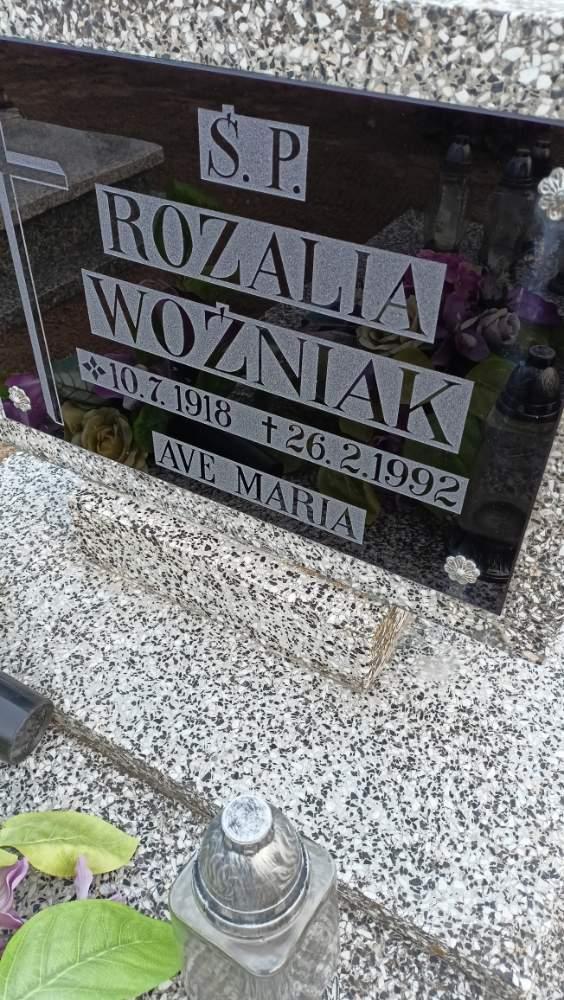 Ś.P.
ROZALIA
WOŹNIAK
10.7.1918 †26.2.1992
AVE MARIA